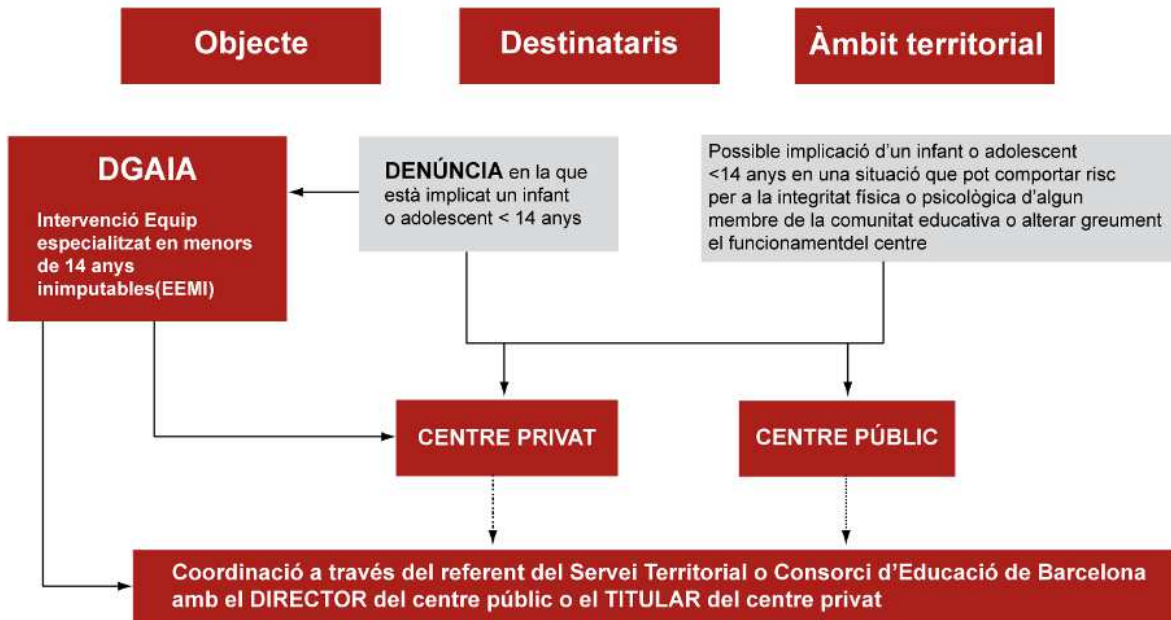 Objecte
Destinataris
Àmbit territorial
DGAIA
Intervenció Equip
especialitzat en menors
de 14 anys
inimputables(EEMI)
DENÚNCIA en la que
està implicat un infant
o adolescent < 14 anys
Possible implicació d'un infant o adolescent
<14 anys en una situació que pot comportar risc
per a la integritat física o psicològica d'algun
membre de la comunitat educativa o alterar greument
el funcionamentdel centre
CENTRE PRIVAT
CENTRE PÚBLIC
Coordinació a través del referent del Servei Territorial o Consorci d'Educació de Barcelona
amb el DIRECTOR del centre públic o el TITULAR del centre privat